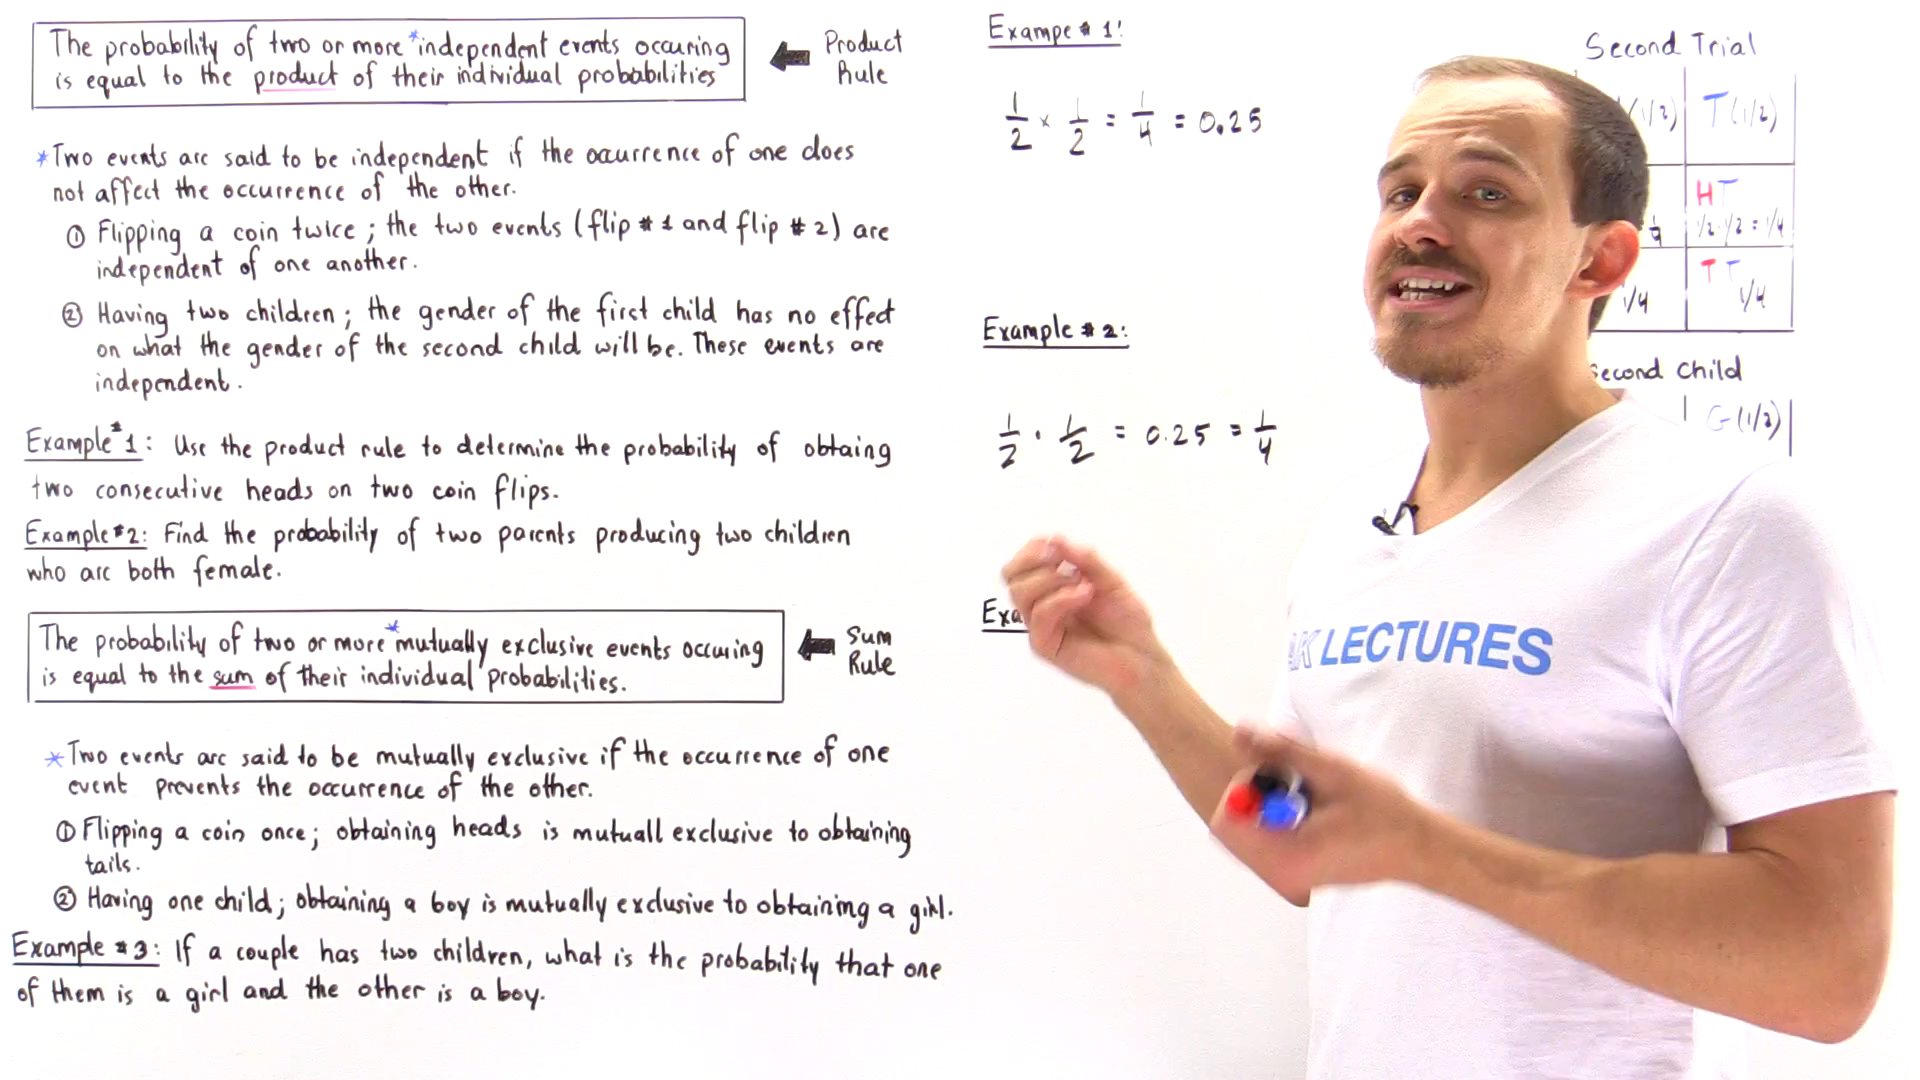 The probability of two or more *independent events occuring
is equal to the product of their individual probabilities
Product
Rule
*Two events are said to be independent if the ocurrence of one does
not affect the occurrence of the other.
① Flipping a coin twice; the two events (flip #1 and flip #2) are
independent of one another.
② Having two children; the gender of the first child has no effect
on what the gender of the second child will be. These events are
independent.
Example #1: Use the product rule to determine the probability of obtaing
two consecutive heads on two coin flips.
Example #2: Find the probability of two parents producing two children
who are both female.
The probability of two or more *mutually exclusive events occuring
is equal to the sum of their individual probabilities.
Sum
Rule
*Two events are said to be mutually exclusive if the occurrence of one
event prevents the occurrence of the other.
① Flipping a coin once; obtaining heads is mutuall exclusive to obtaining
tails.
② Having one child; obtaining a boy is mutually exclusive to obtaining a girl.
Example #3: If a couple has two children, what is the probability that one
of them is a girl and the other is a boy.
Exampe #1:
1/2 × 1/2 = 1/4 = 0.25
Example #2:
1/2 · 1/2 = 0.25 = 1/4
Second Trial
(1/2) T(1/2)
HT
1/2·1/2 = 1/4
TT
1/4 1/4
Second Child
G(1/2)
LECTURES